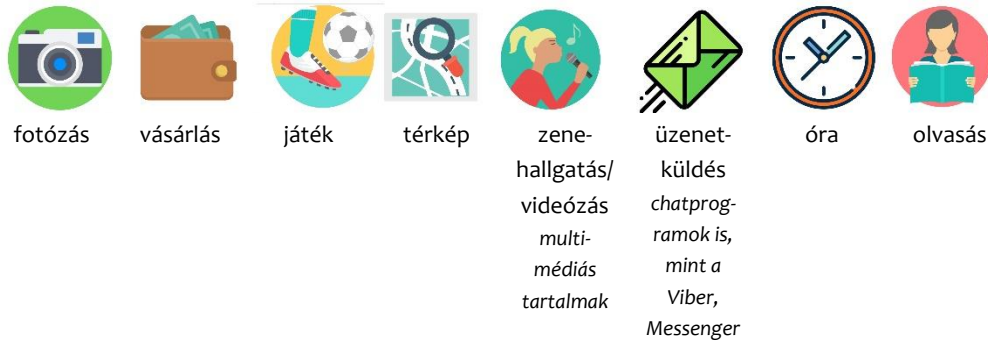 fotózás
vásárlás
játék
térkép
zene-
hallgatás/
videózás
multi-
médiás
tartalmak
üzenet-
küldés
chatprog-
ramok is,
mint a
Viber,
Messenger
óra
olvasás